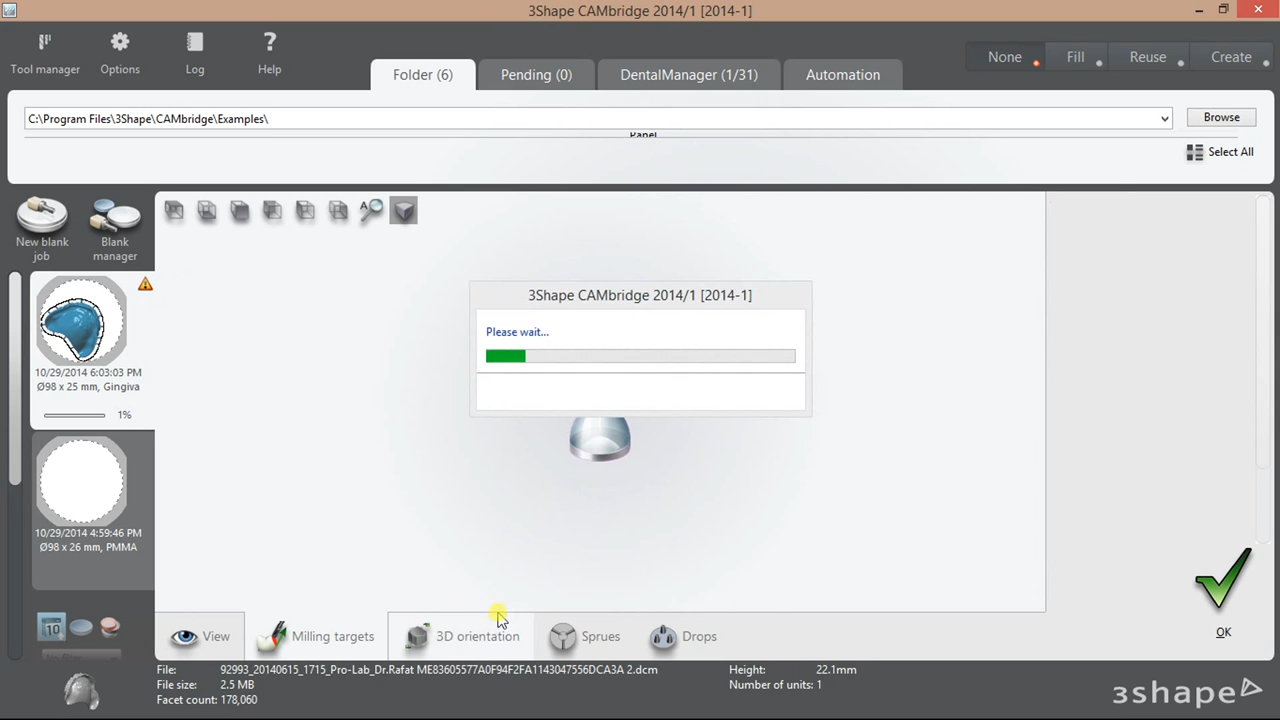 3Shape CAMbridge 2014/1 [2014-1]
Tool manager
Options
Log
Help
Folder (6)
Pending (0)
DentalManager (1/31)
Automation
None
Fill
Reuse
Create
C:\Program Files\3Shape\CAMbridge\Examples\
Browse
Panel
Select All
New blank
job
Blank
manager
A
10/29/2014 6:03:03 PM
Ø98 x 25 mm, Gingiva
1%
10/29/2014 4:59:46 PM
Ø98 x 26 mm, PMMA
10
3Shape CAMbridge 2014/1 [2014-1]
Please wait...
OK
View
Milling targets
3D orientation
Sprues
Drops
File: 92993_20140615_1715_Pro-Lab_Dr.Rafat ME83605577A0F94F2FA1143047556DCA3A 2.dcm
File size: 2.5 MB
Facet count: 178,060
Height: 22.1mm
Number of units: 1
3shape